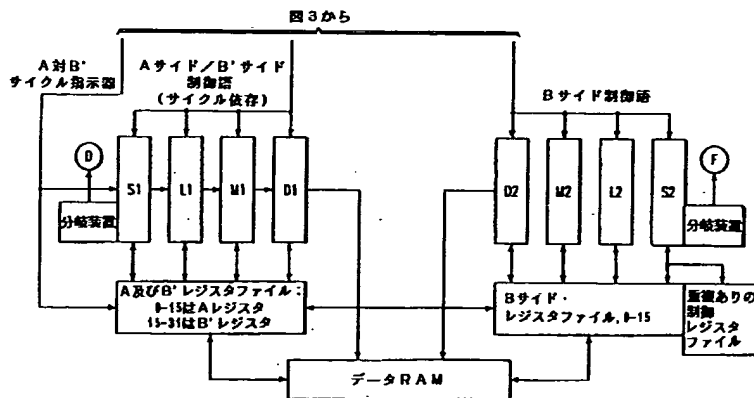 図3から
A対B'
サイクル指示器
Aサイド/B'サイド
制御語
(サイクル依存)
Bサイド制御語
D
F
分岐装置
S1
L1
M1
D1
D2
M2
L2
S2
分岐装置
A及びB'レジスタファイル;
0-15はAレジスタ
15-31はB'レジスタ
Bサイド・
レジスタファイル, 0-15
重複ありの
制御
レジスタ
ファイル
データRAM